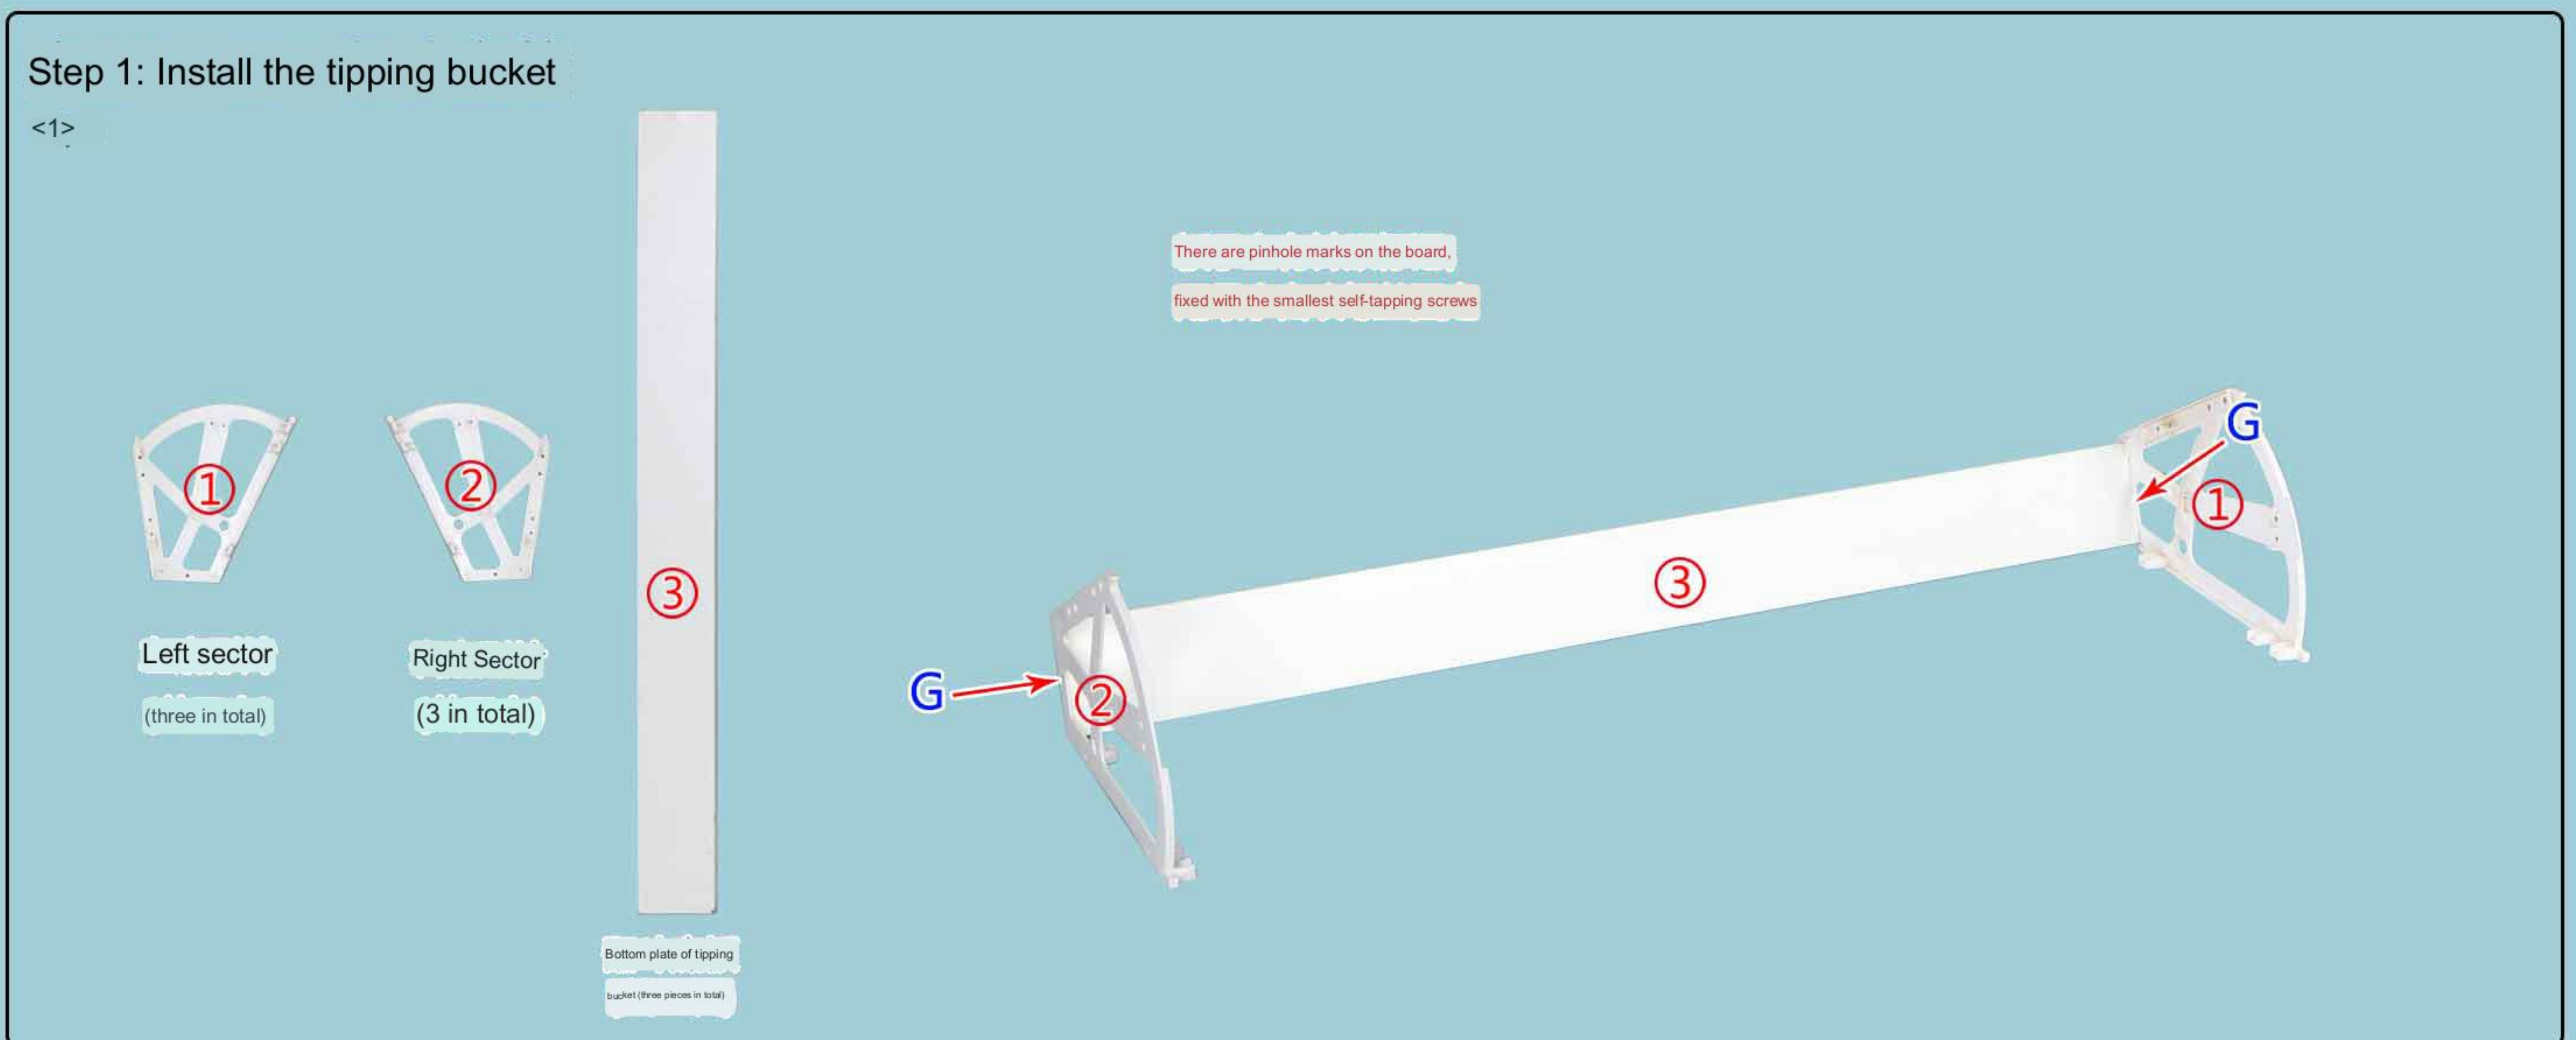 Step 1: Install the tipping bucket
<1>
There are pinhole marks on the board,
fixed with the smallest self-tapping screws
G
①
②
①
③
③
Left sector
Right Sector
G
②
(three in total)
(3 in total)
Bottom plate of tipping
bucket (three pieces in total)